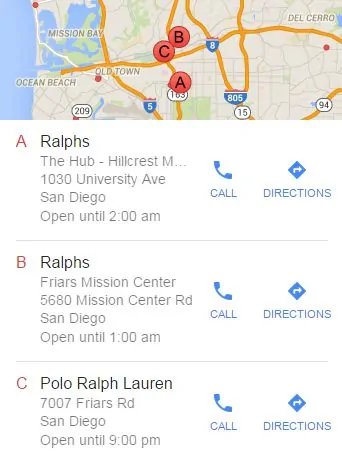 MISSION BAY
DEL CERRO
B
C
8
OLD TOWN
OCEAN BEACH
A
163
5
805
209
15
94
A Ralphs
The Hub - Hillcrest M...
1030 University Ave
San Diego
Open until 2:00 am
CALL
DIRECTIONS
B Ralphs
Friars Mission Center
5680 Mission Center Rd
San Diego
Open until 1:00 am
CALL
DIRECTIONS
C Polo Ralph Lauren
7007 Friars Rd
San Diego
Open until 9:00 pm
CALL
DIRECTIONS